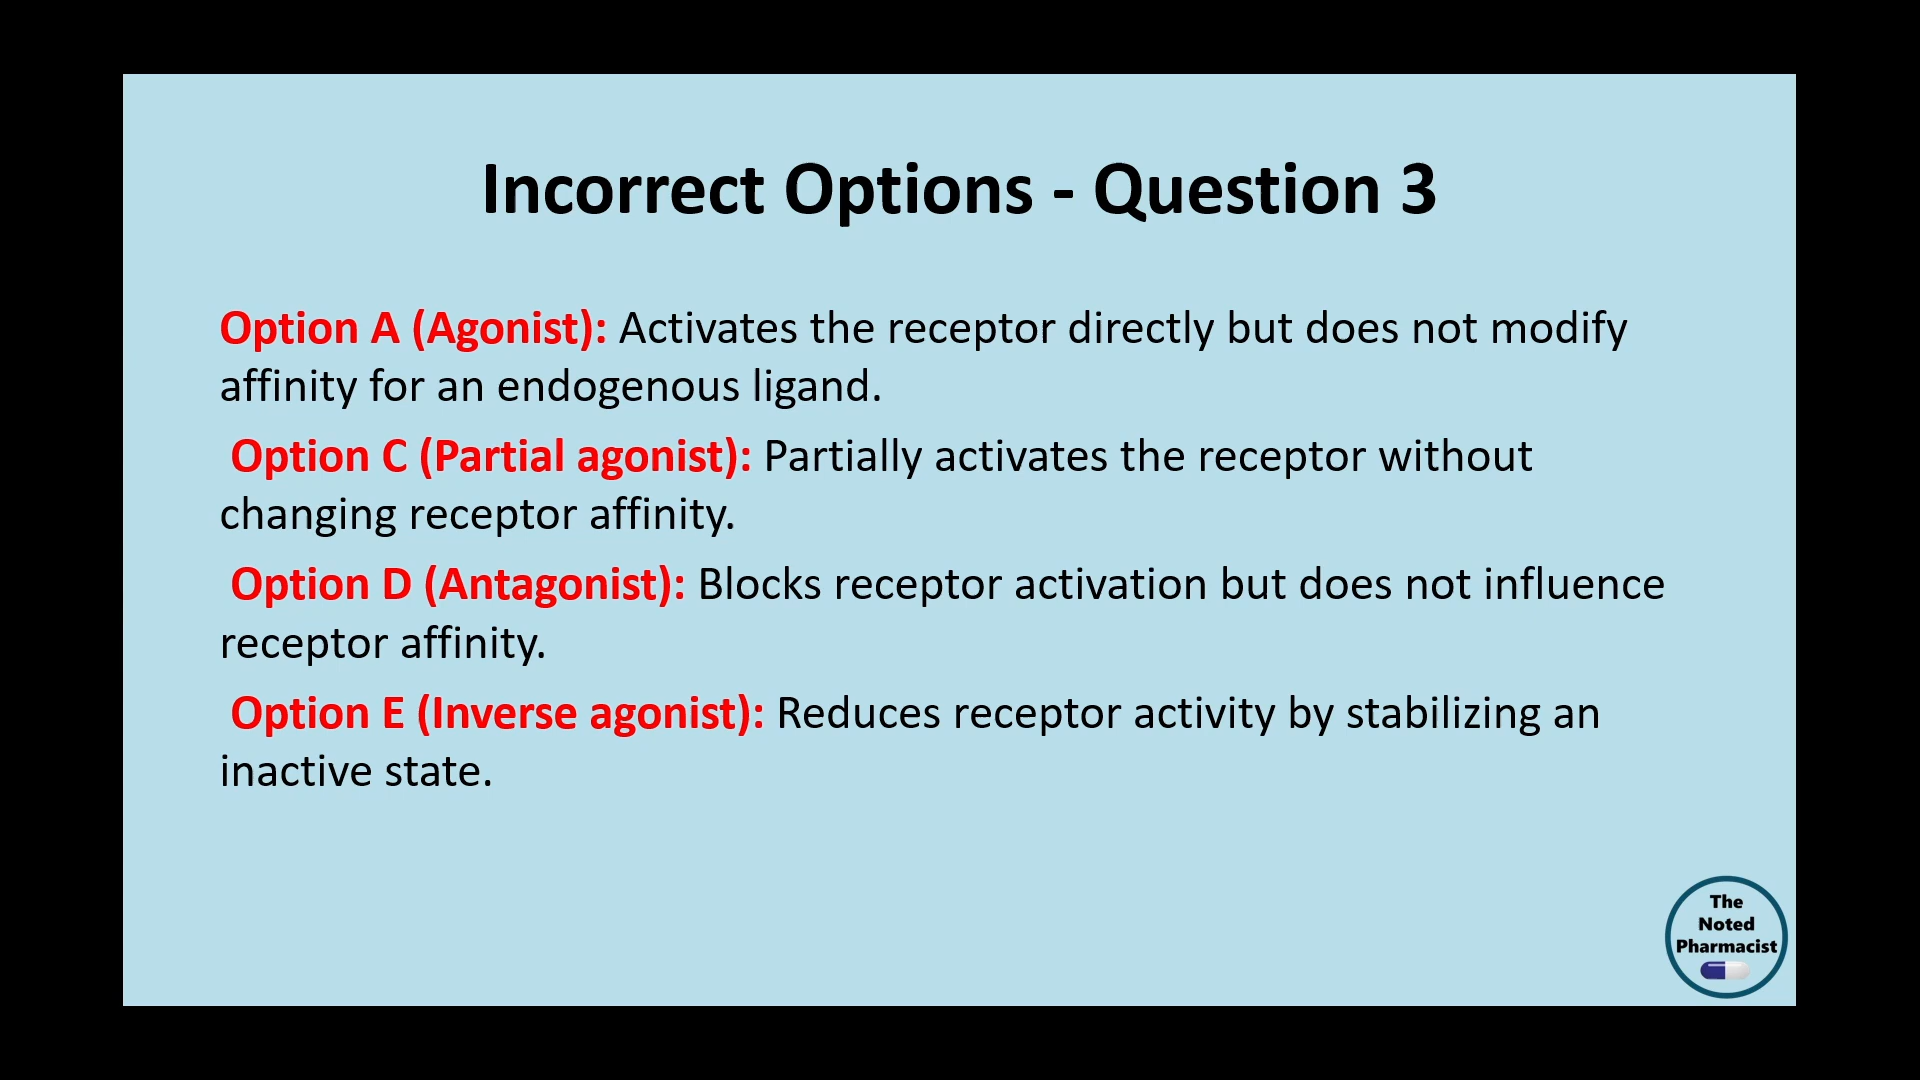 Incorrect Options - Question 3
Option A (Agonist): Activates the receptor directly but does not modify
affinity for an endogenous ligand.
Option C (Partial agonist): Partially activates the receptor without
changing receptor affinity.
Option D (Antagonist): Blocks receptor activation but does not influence
receptor affinity.
Option E (Inverse agonist): Reduces receptor activity by stabilizing an
inactive state.
The
Noted
Pharmacist